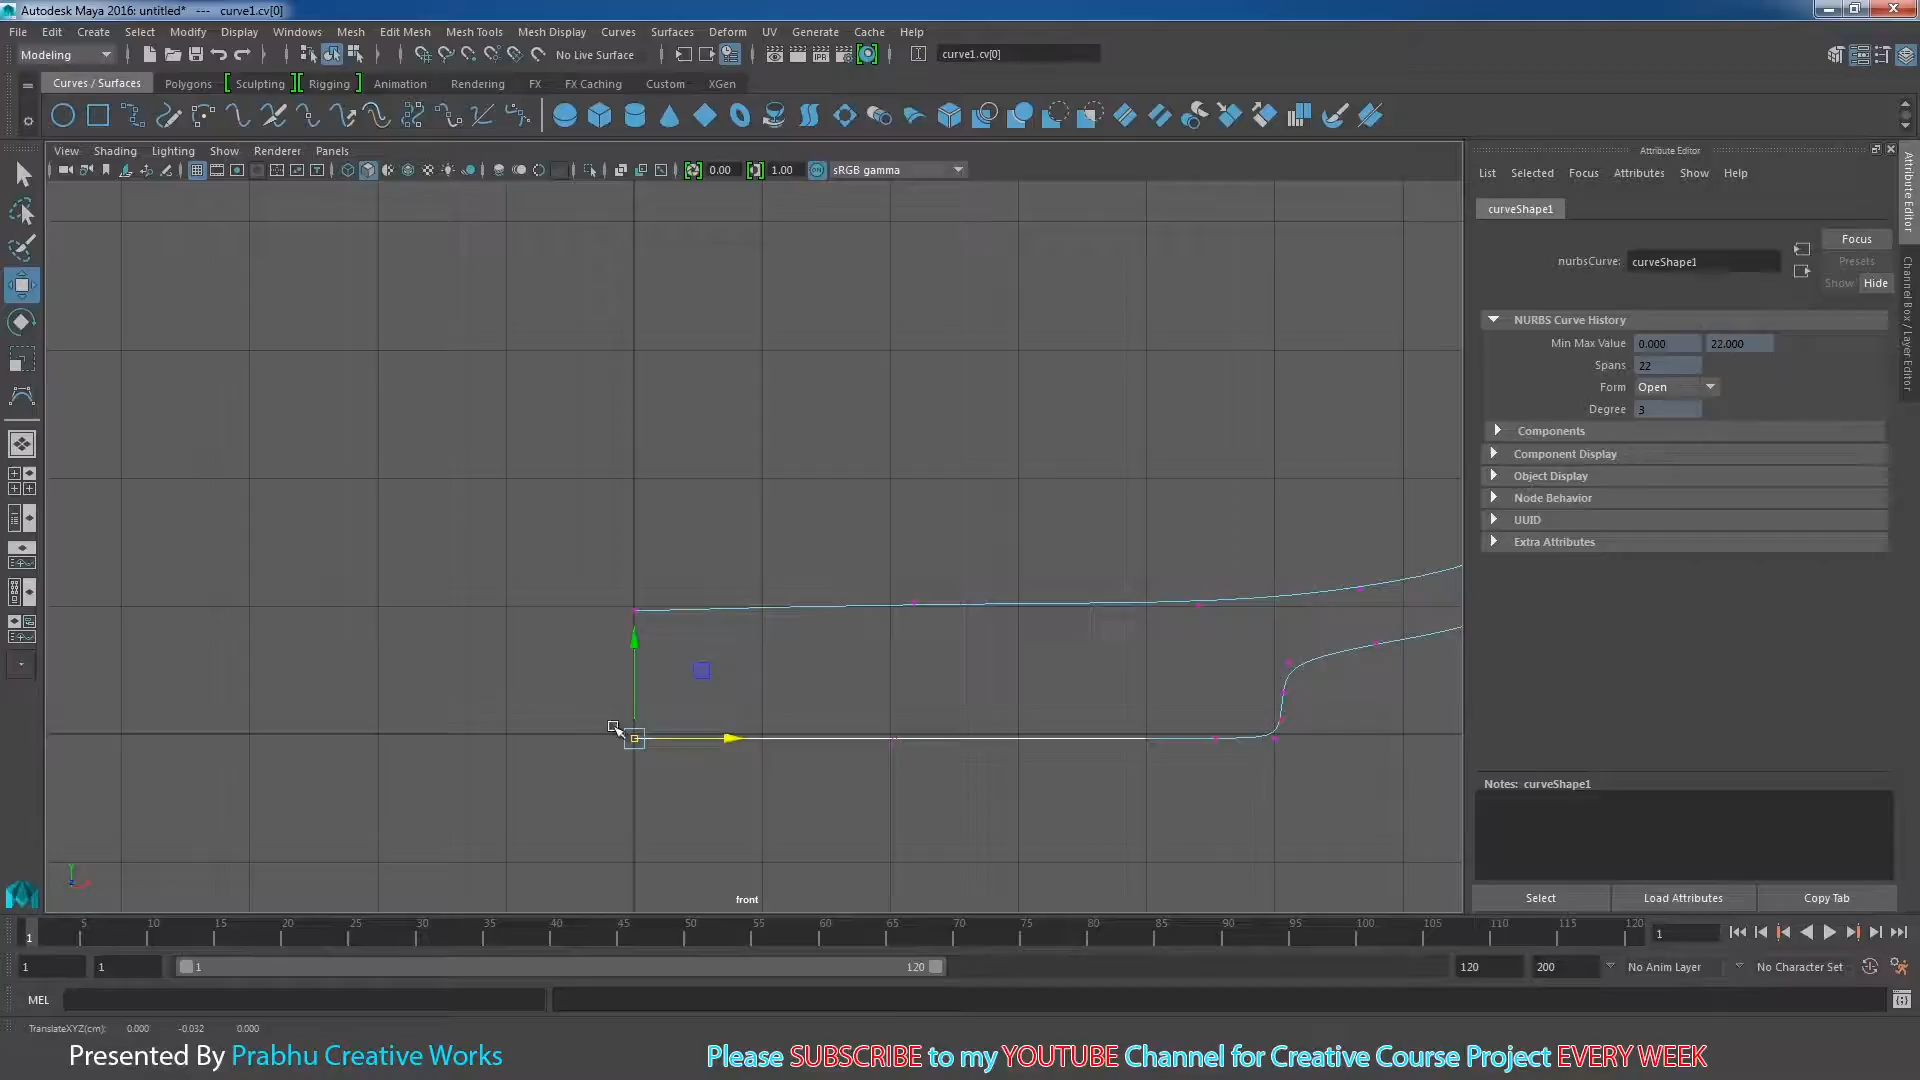 Autodesk Maya 2016: untitled* --- curve1.cv[0]
File Edit Create Select Modify Display Windows Mesh Edit Mesh Mesh Tools Mesh Display Curves Surfaces Deform UV Generate Cache Help
Modeling No Live Surface curve1.cv[0]
Curves / Surfaces Polygons Sculpting Rigging Animation Rendering FX FX Caching Custom XGen
View Shading Lighting Show Renderer Panels
0.00 1.00 sRGB gamma
Attribute Editor
List Selected Focus Attributes Show Help
curveShape1
Focus
nurbsCurve: curveShape1
Presets
Show Hide
NURBS Curve History
Min Max Value 0.000 22.000
Spans 22
Form Open
Degree 3
Components
Component Display
Object Display
Node Behavior
UUID
Extra Attributes
Notes: curveShape1
Select Load Attributes Copy Tab
Attribute Editor
Channel Box / Layer Editor
front
1 5 10 15 20 25 30 35 40 45 50 55 60 65 70 75 80 85 90 95 100 105 110 115 120 1
1 1 1 120 120 200 No Anim Layer No Character Set
MEL
TranslateXYZ(cm): 0.000 -0.032 0.000
Presented By Prabhu Creative Works Please SUBSCRIBE to my YOUTUBE Channel for Creative Course Project EVERY WEEK